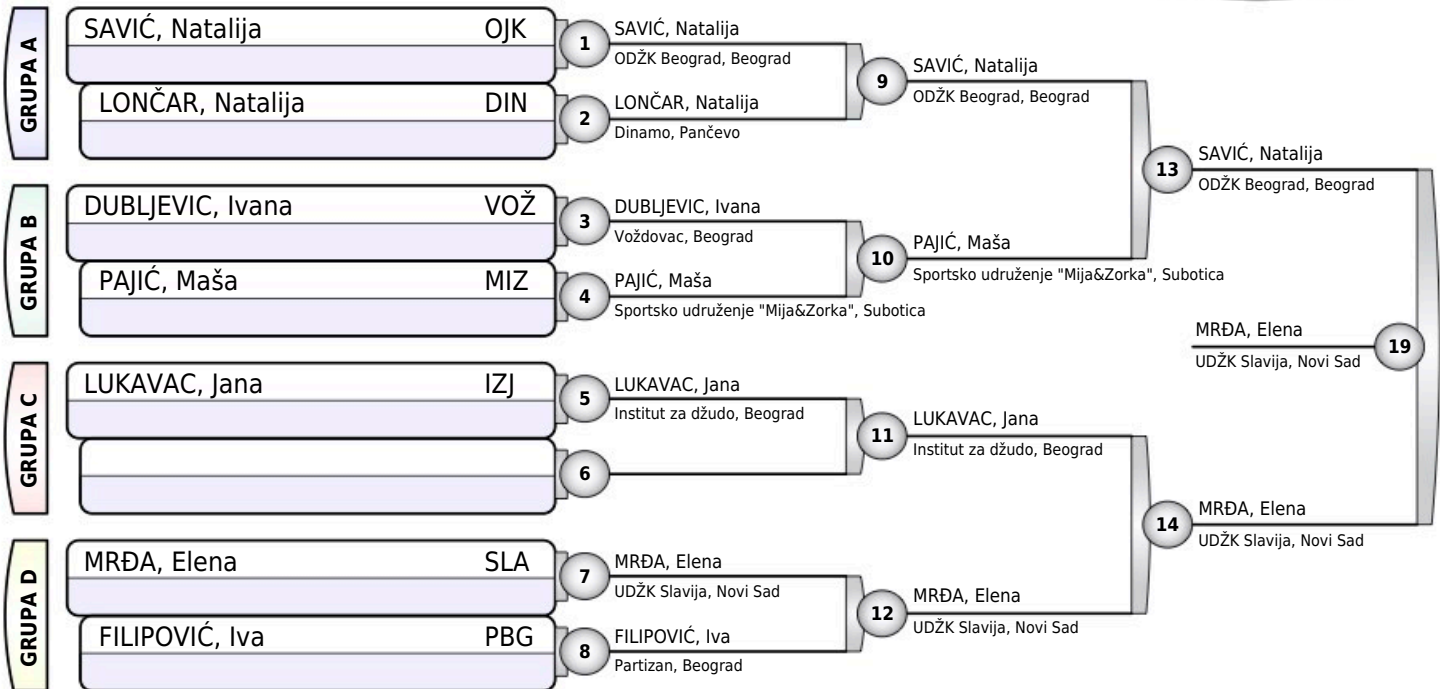 GRUPA A
SAVIĆ, Natalija OJK
LONČAR, Natalija DIN
1
SAVIĆ, Natalija
ODŽK Beograd, Beograd
2
LONČAR, Natalija
Dinamo, Pančevo
9
SAVIĆ, Natalija
ODŽK Beograd, Beograd
GRUPA B
DUBLJEVIC, Ivana VOŽ
PAJIĆ, Maša MIZ
3
DUBLJEVIC, Ivana
Voždovac, Beograd
4
PAJIĆ, Maša
Sportsko udruženje "Mija&Zorka", Subotica
10
PAJIĆ, Maša
Sportsko udruženje "Mija&Zorka", Subotica
13
SAVIĆ, Natalija
ODŽK Beograd, Beograd
GRUPA C
LUKAVAC, Jana IZJ
5
LUKAVAC, Jana
Institut za džudo, Beograd
6
11
LUKAVAC, Jana
Institut za džudo, Beograd
GRUPA D
MRĐA, Elena SLA
FILIPOVIĆ, Iva PBG
7
MRĐA, Elena
UDŽK Slavija, Novi Sad
8
FILIPOVIĆ, Iva
Partizan, Beograd
12
MRĐA, Elena
UDŽK Slavija, Novi Sad
14
MRĐA, Elena
UDŽK Slavija, Novi Sad
MRĐA, Elena
UDŽK Slavija, Novi Sad
19